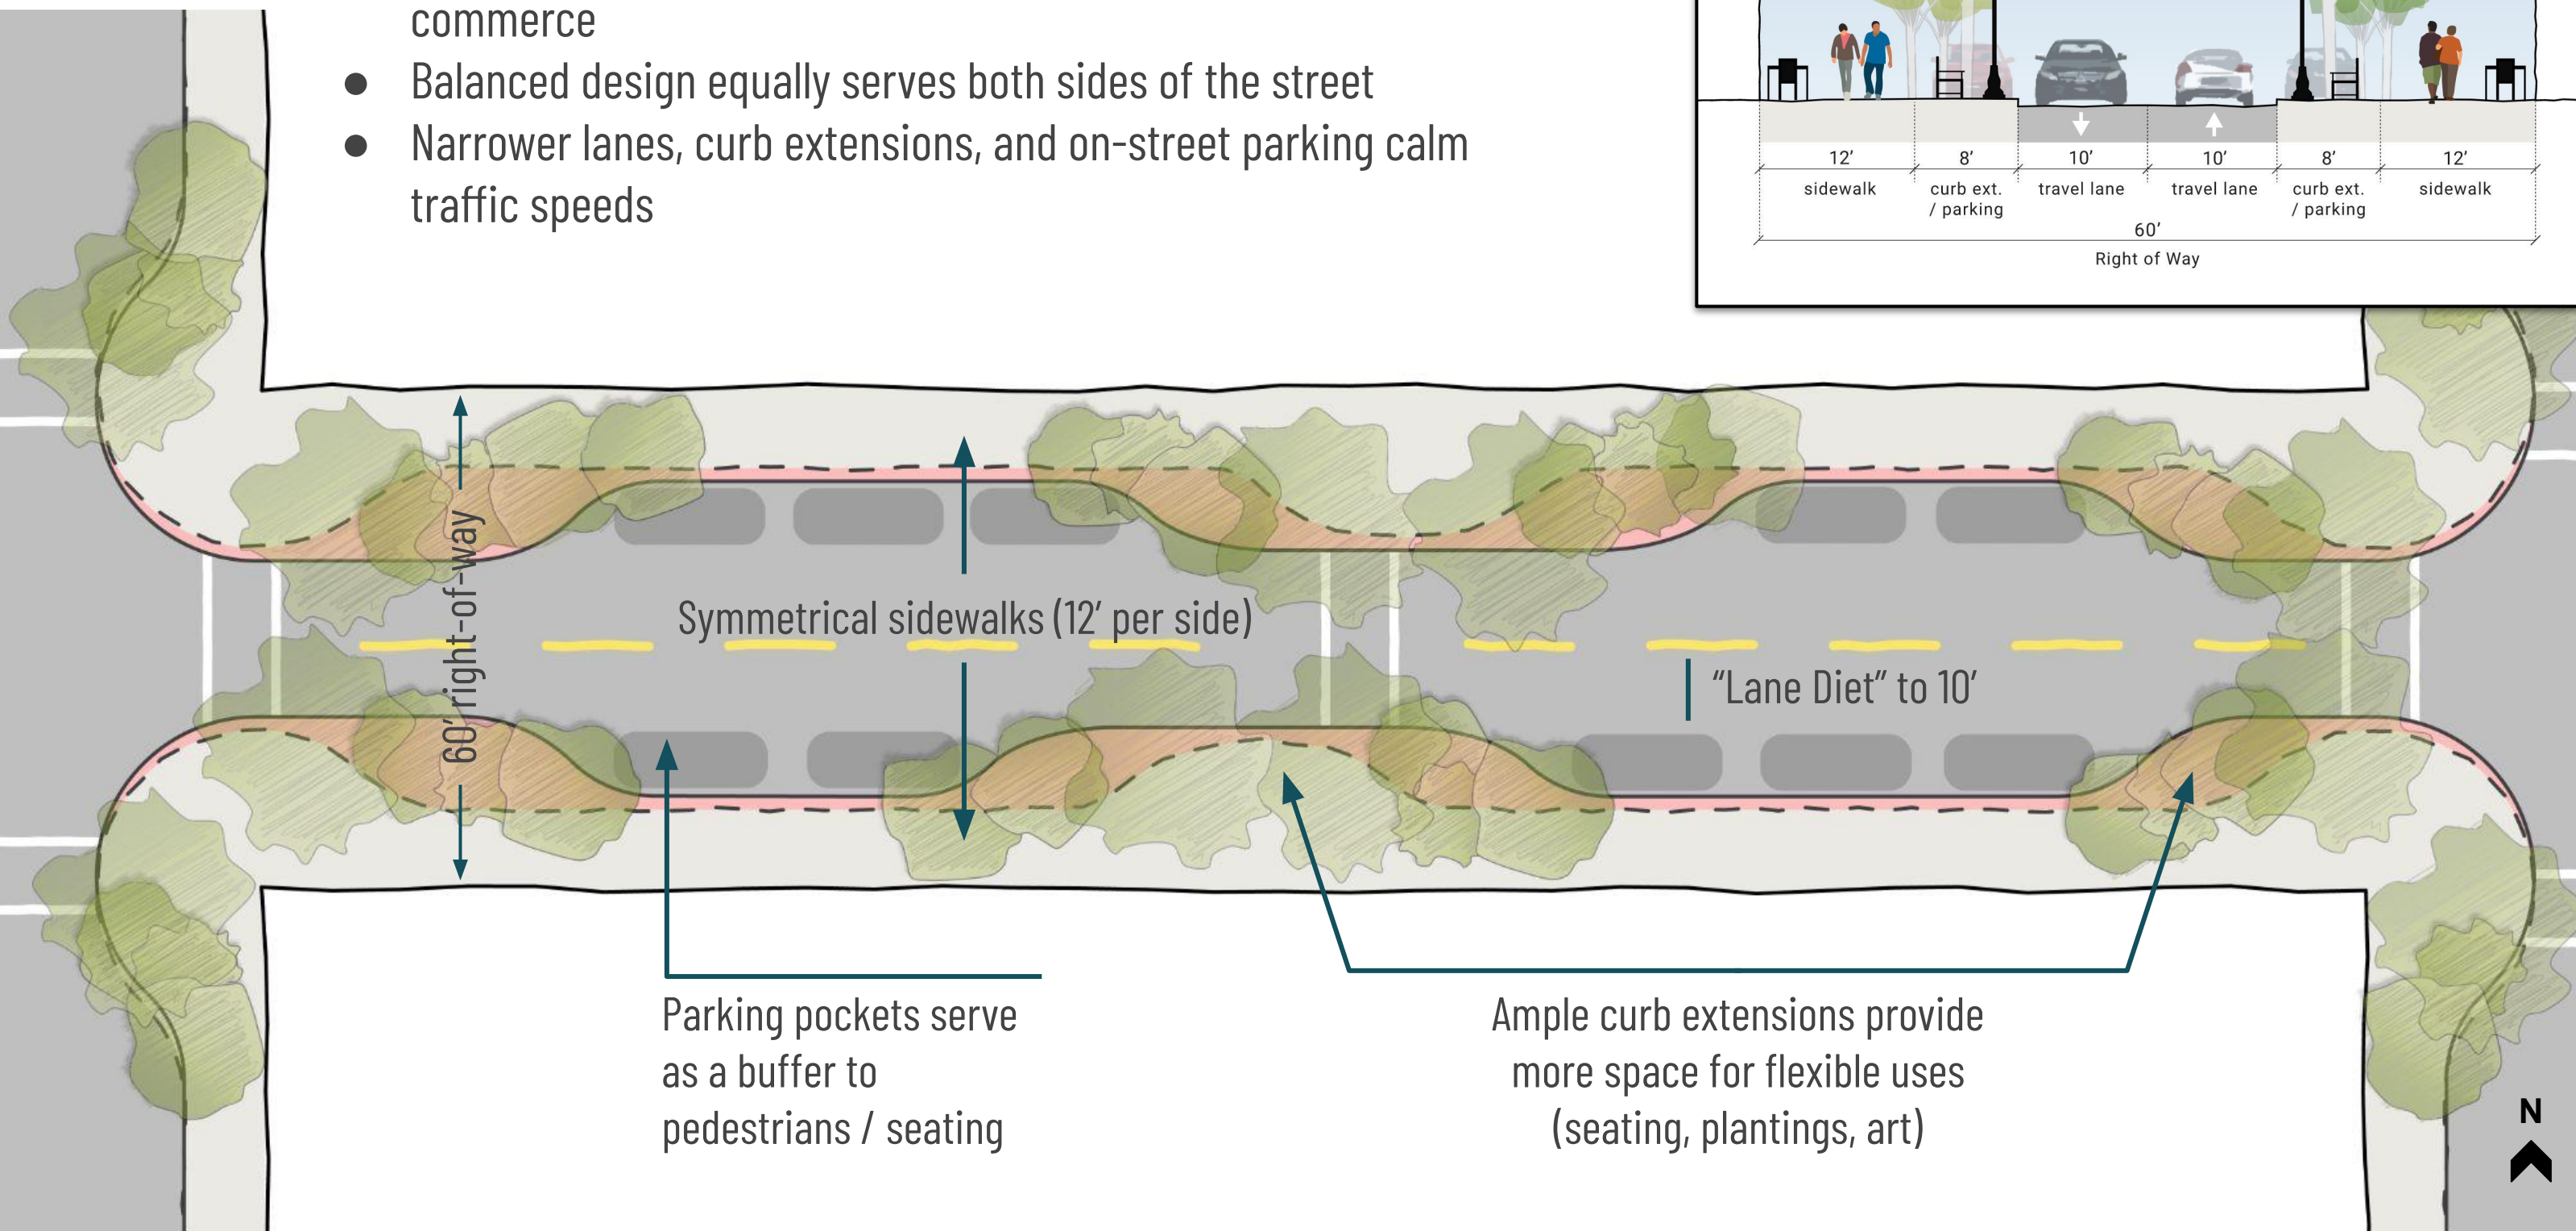 commerce
● Balanced design equally serves both sides of the street
● Narrower lanes, curb extensions, and on-street parking calm
traffic speeds
12’ 8’ 10’ 10’ 8’ 12’
sidewalk curb ext. travel lane travel lane curb ext. sidewalk
/ parking / parking
60’
Right of Way
60’ right-of-way
Symmetrical sidewalks (12’ per side)
“Lane Diet” to 10’
Parking pockets serve
as a buffer to
pedestrians / seating
Ample curb extensions provide
more space for flexible uses
(seating, plantings, art)
N